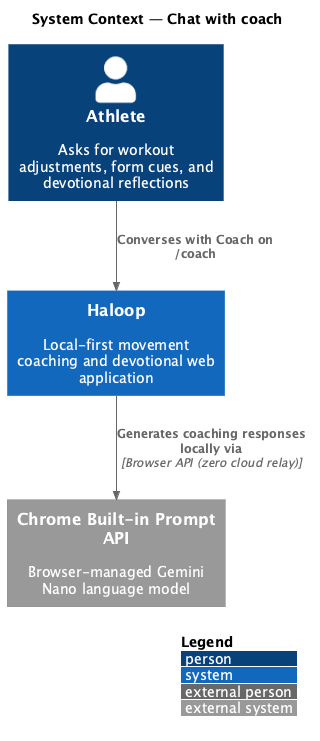 System Context — Chat with coach
Athlete
Asks for workout
adjustments, form cues, and
devotional reflections
Converses with Coach on
/coach
Haloop
Local-first movement
coaching and devotional web
application
Generates coaching responses
locally via
[Browser API (zero cloud relay)]
Chrome Built-in Prompt
API
Browser-managed Gemini
Nano language model
Legend
person
system
external person
external system